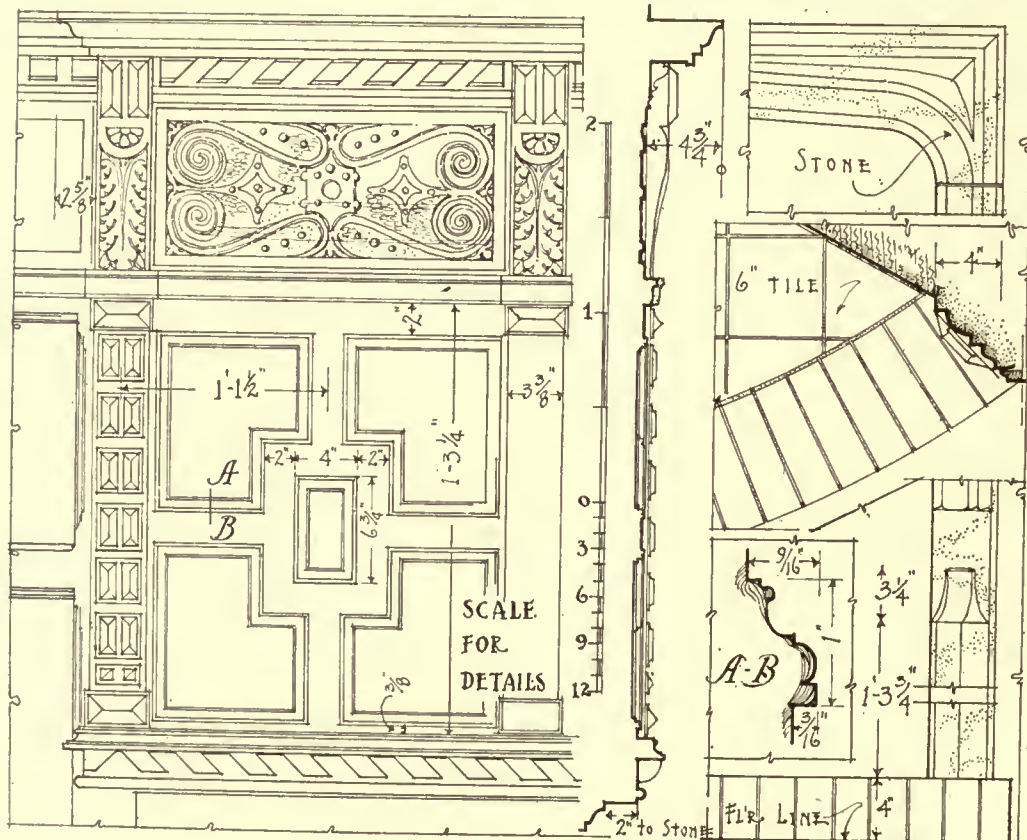 2 5/8"
2"
1'-1 1/2"
3 3/8"
2" 4" 2"
1'-3 1/4"
A
B
6 3/4"
SCALE
FOR
DETAILS
3/8
2
1
0
3
6
9
12
4 3/4"
2" to STONE
STONE
4"
6" TILE
9/16"
1"
A-B
3/16"
3 1/4"
1'-3 3/4"
FL'R LINE
4"